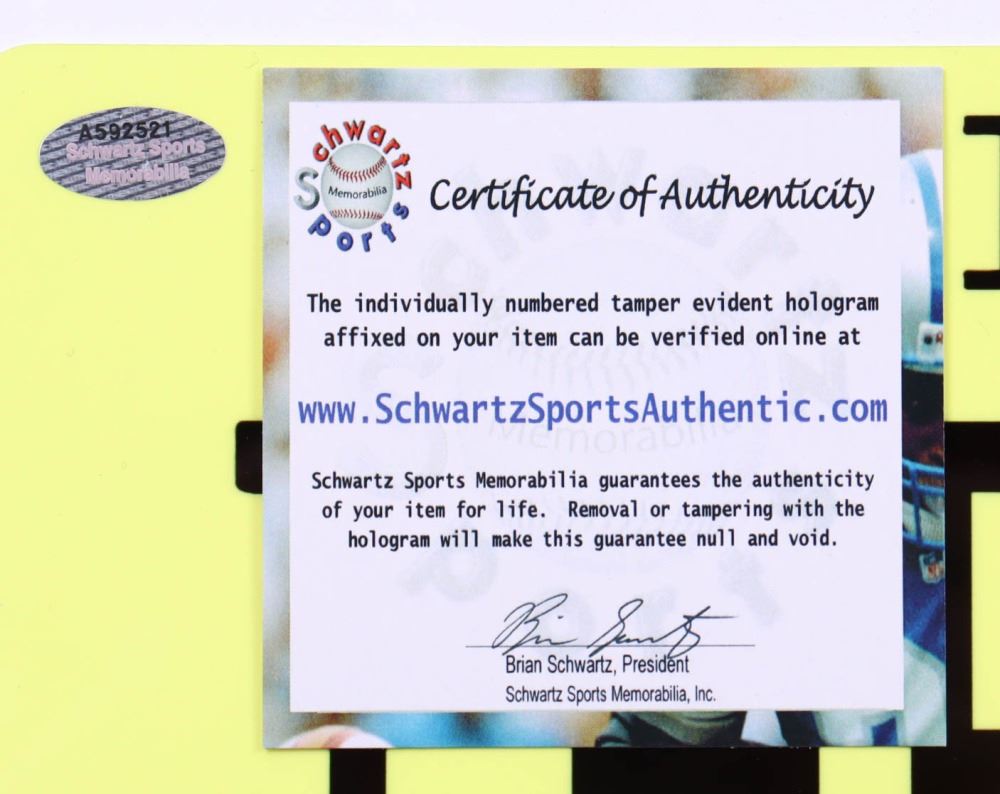 A592521
Schwartz Sports
Memorabilia
Schwartz
Memorabilia
Sports
Certificate of Authenticity
The individually numbered tamper evident hologram
affixed on your item can be verified online at
www.SchwartzSportsAuthentic.com
Schwartz Sports Memorabilia guarantees the authenticity
of your item for life. Removal or tampering with the
hologram will make this guarantee null and void.
Brian Schwartz, President
Schwartz Sports Memorabilia, Inc.